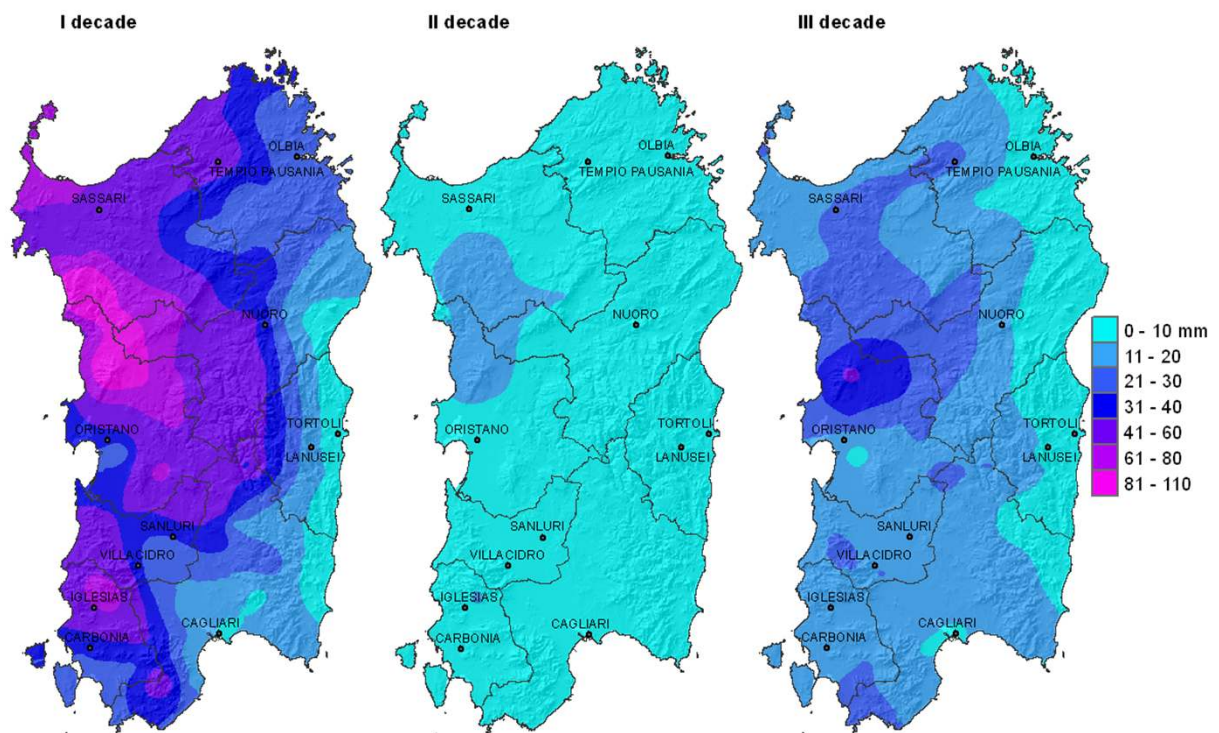 I decade
II decade
III decade
OLBIA
TEMPIO PAUSANIA
SASSARI
NUORO
ORISTANO
TORTOLI
LANUSEI
SANLURI
VILLACIDRO
IGLESIAS
CAGLIARI
CARBONIA
OLBIA
TEMPIO PAUSANIA
SASSARI
NUORO
ORISTANO
TORTOLI
LANUSEI
SANLURI
VILLACIDRO
IGLESIAS
CAGLIARI
CARBONIA
OLBIA
TEMPIO PAUSANIA
SASSARI
NUORO
ORISTANO
TORTOLI
LANUSEI
SANLURI
VILLACIDRO
IGLESIAS
CAGLIARI
CARBONIA
0 - 10 mm
11 - 20
21 - 30
31 - 40
41 - 60
61 - 80
81 - 110